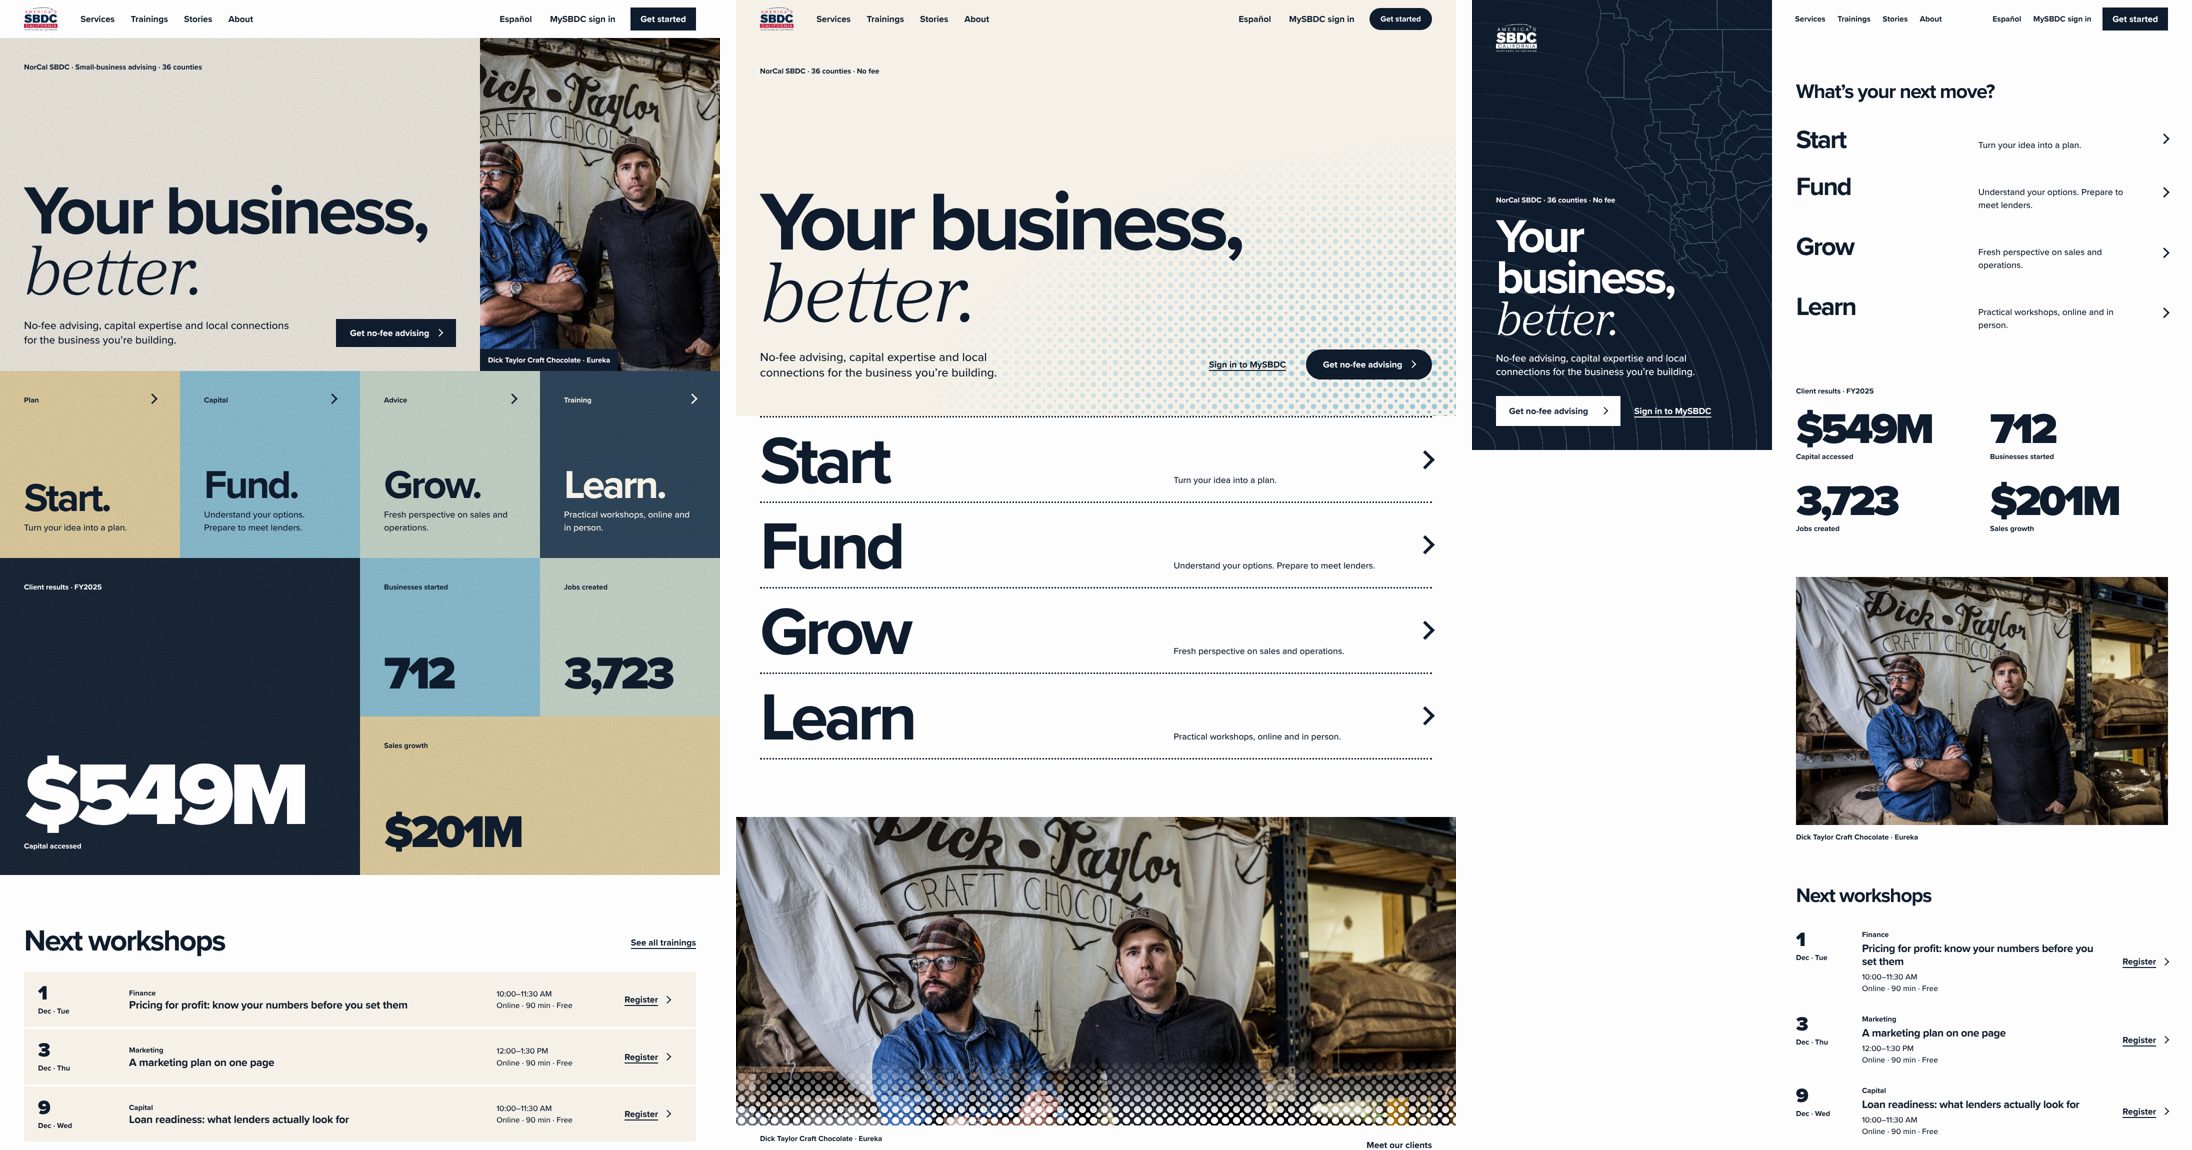 AMERICA'S
SBDC
CALIFORNIA
Services
Trainings
Stories
About
Español
MySBDC sign in
Get started
NorCal SBDC · Small-business advising · 36 counties
Your business,
better.
No-fee advising, capital expertise and local connections
for the business you're building.
Get no-fee advising
Dick Taylor
CRAFT CHOCOL
Dick Taylor Craft Chocolate · Eureka
Plan
Start.
Turn your idea into a plan.
Capital
Fund.
Understand your options.
Prepare to meet lenders.
Advice
Grow.
Fresh perspective on sales and
operations.
Training
Learn.
Practical workshops, online and
in person.
Client results · FY2025
$549M
Capital accessed
Businesses started
712
Jobs created
3,723
Sales growth
$201M
Next workshops
See all trainings
1
Dec · Tue
Finance
Pricing for profit: know your numbers before you set them
10:00–11:30 AM
Online · 90 min · Free
Register
3
Dec · Thu
Marketing
A marketing plan on one page
12:00–1:30 PM
Online · 90 min · Free
Register
9
Dec · Wed
Capital
Loan readiness: what lenders actually look for
10:00–11:30 AM
Online · 90 min · Free
Register
AMERICA'S
SBDC
CALIFORNIA
Services
Trainings
Stories
About
Español
MySBDC sign in
Get started
NorCal SBDC · 36 counties · No fee
Your business,
better.
No-fee advising, capital expertise and local
connections for the business you're building.
Sign in to MySBDC
Get no-fee advising
Start
Turn your idea into a plan.
Fund
Understand your options. Prepare to meet lenders.
Grow
Fresh perspective on sales and operations.
Learn
Practical workshops, online and in person.
Dick Taylor
CRAFT CHOCOL
Dick Taylor Craft Chocolate · Eureka
Meet our clients
AMERICA'S
SBDC
CALIFORNIA
NorCal SBDC · 36 counties · No fee
Your
business,
better.
No-fee advising, capital expertise and local
connections for the business you're building.
Get no-fee advising
Sign in to MySBDC
Services
Trainings
Stories
About
Español
MySBDC sign in
Get started
What's your next move?
Start
Turn your idea into a plan.
Fund
Understand your options. Prepare to
meet lenders.
Grow
Fresh perspective on sales and
operations.
Learn
Practical workshops, online and in
person.
Client results · FY2025
$549M
Capital accessed
712
Businesses started
3,723
Jobs created
$201M
Sales growth
Dick Taylor
CRAFT CHOCOL
Dick Taylor Craft Chocolate · Eureka
Next workshops
1
Dec · Tue
Finance
Pricing for profit: know your numbers before you
set them
10:00–11:30 AM
Online · 90 min · Free
Register
3
Dec · Thu
Marketing
A marketing plan on one page
12:00–1:30 PM
Online · 90 min · Free
Register
9
Dec · Wed
Capital
Loan readiness: what lenders actually look for
10:00–11:30 AM
Online · 90 min · Free
Register